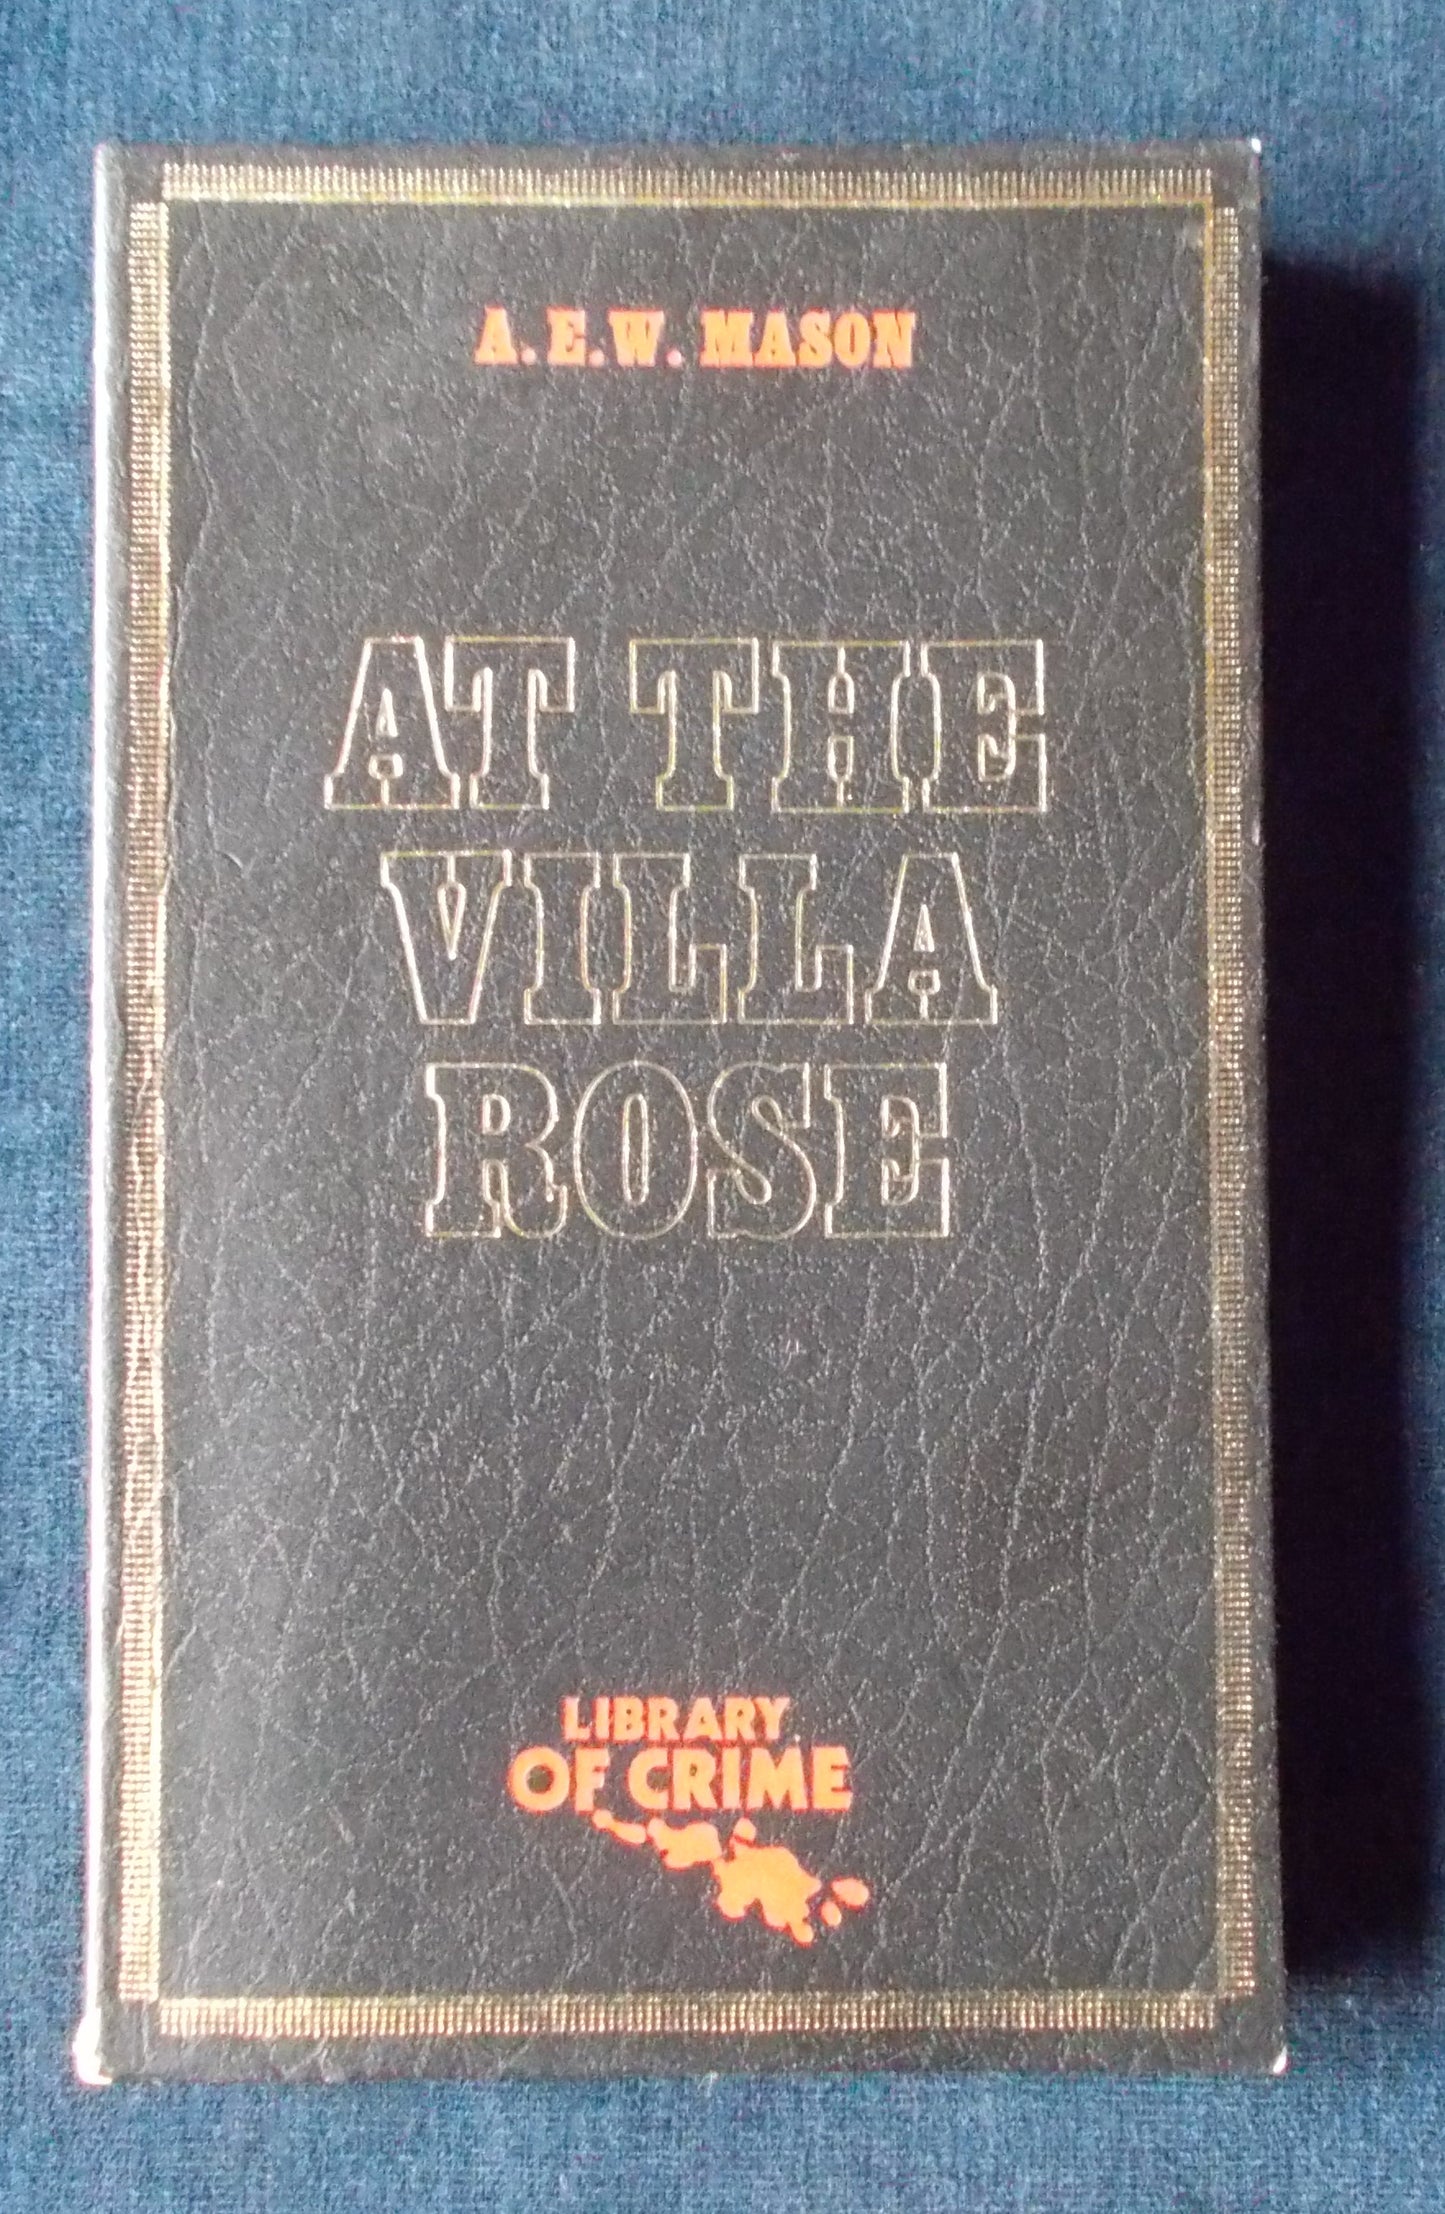 A. E. W. MASON
AT THE
VILLA
ROSE
LIBRARY
OF CRIME